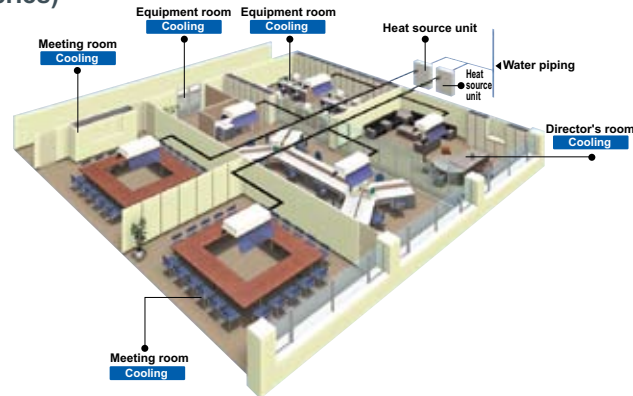 Equipment room
Cooling
Equipment room
Cooling
Meeting room
Cooling
Heat source unit
Water piping
Heat
source
unit
Director's room
Cooling
Meeting room
Cooling